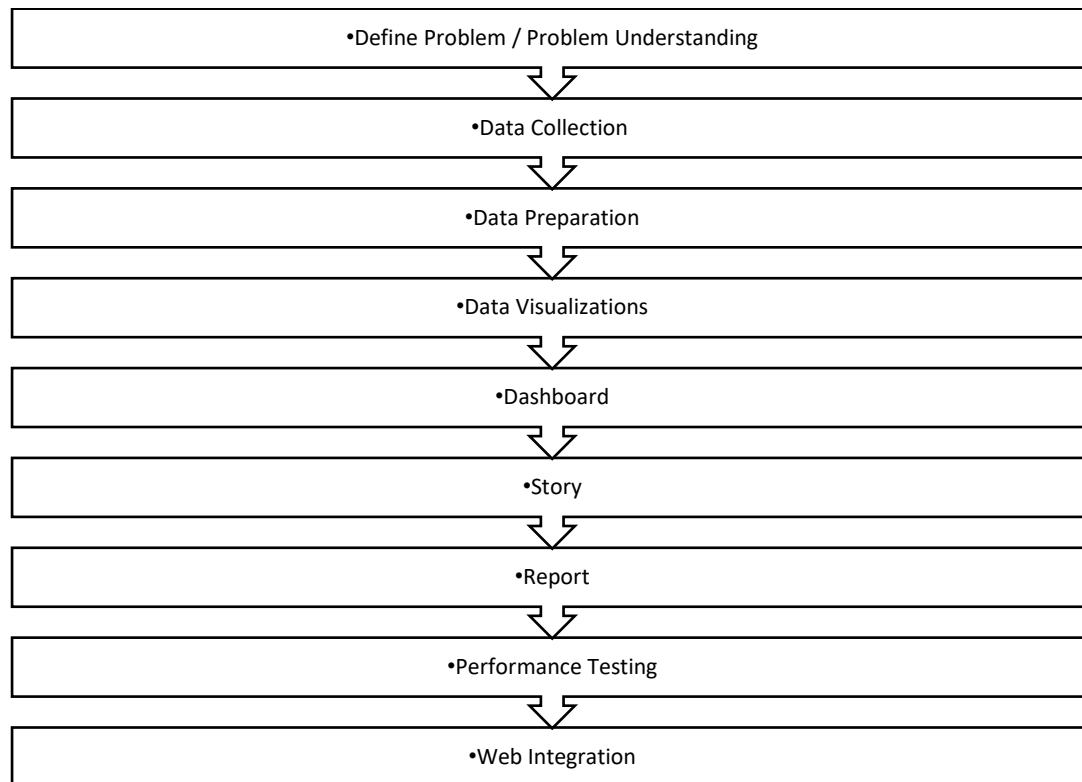 •Define Problem / Problem Understanding
•Data Collection
•Data Preparation
•Data Visualizations
•Dashboard
•Story
•Report
•Performance Testing
•Web Integration